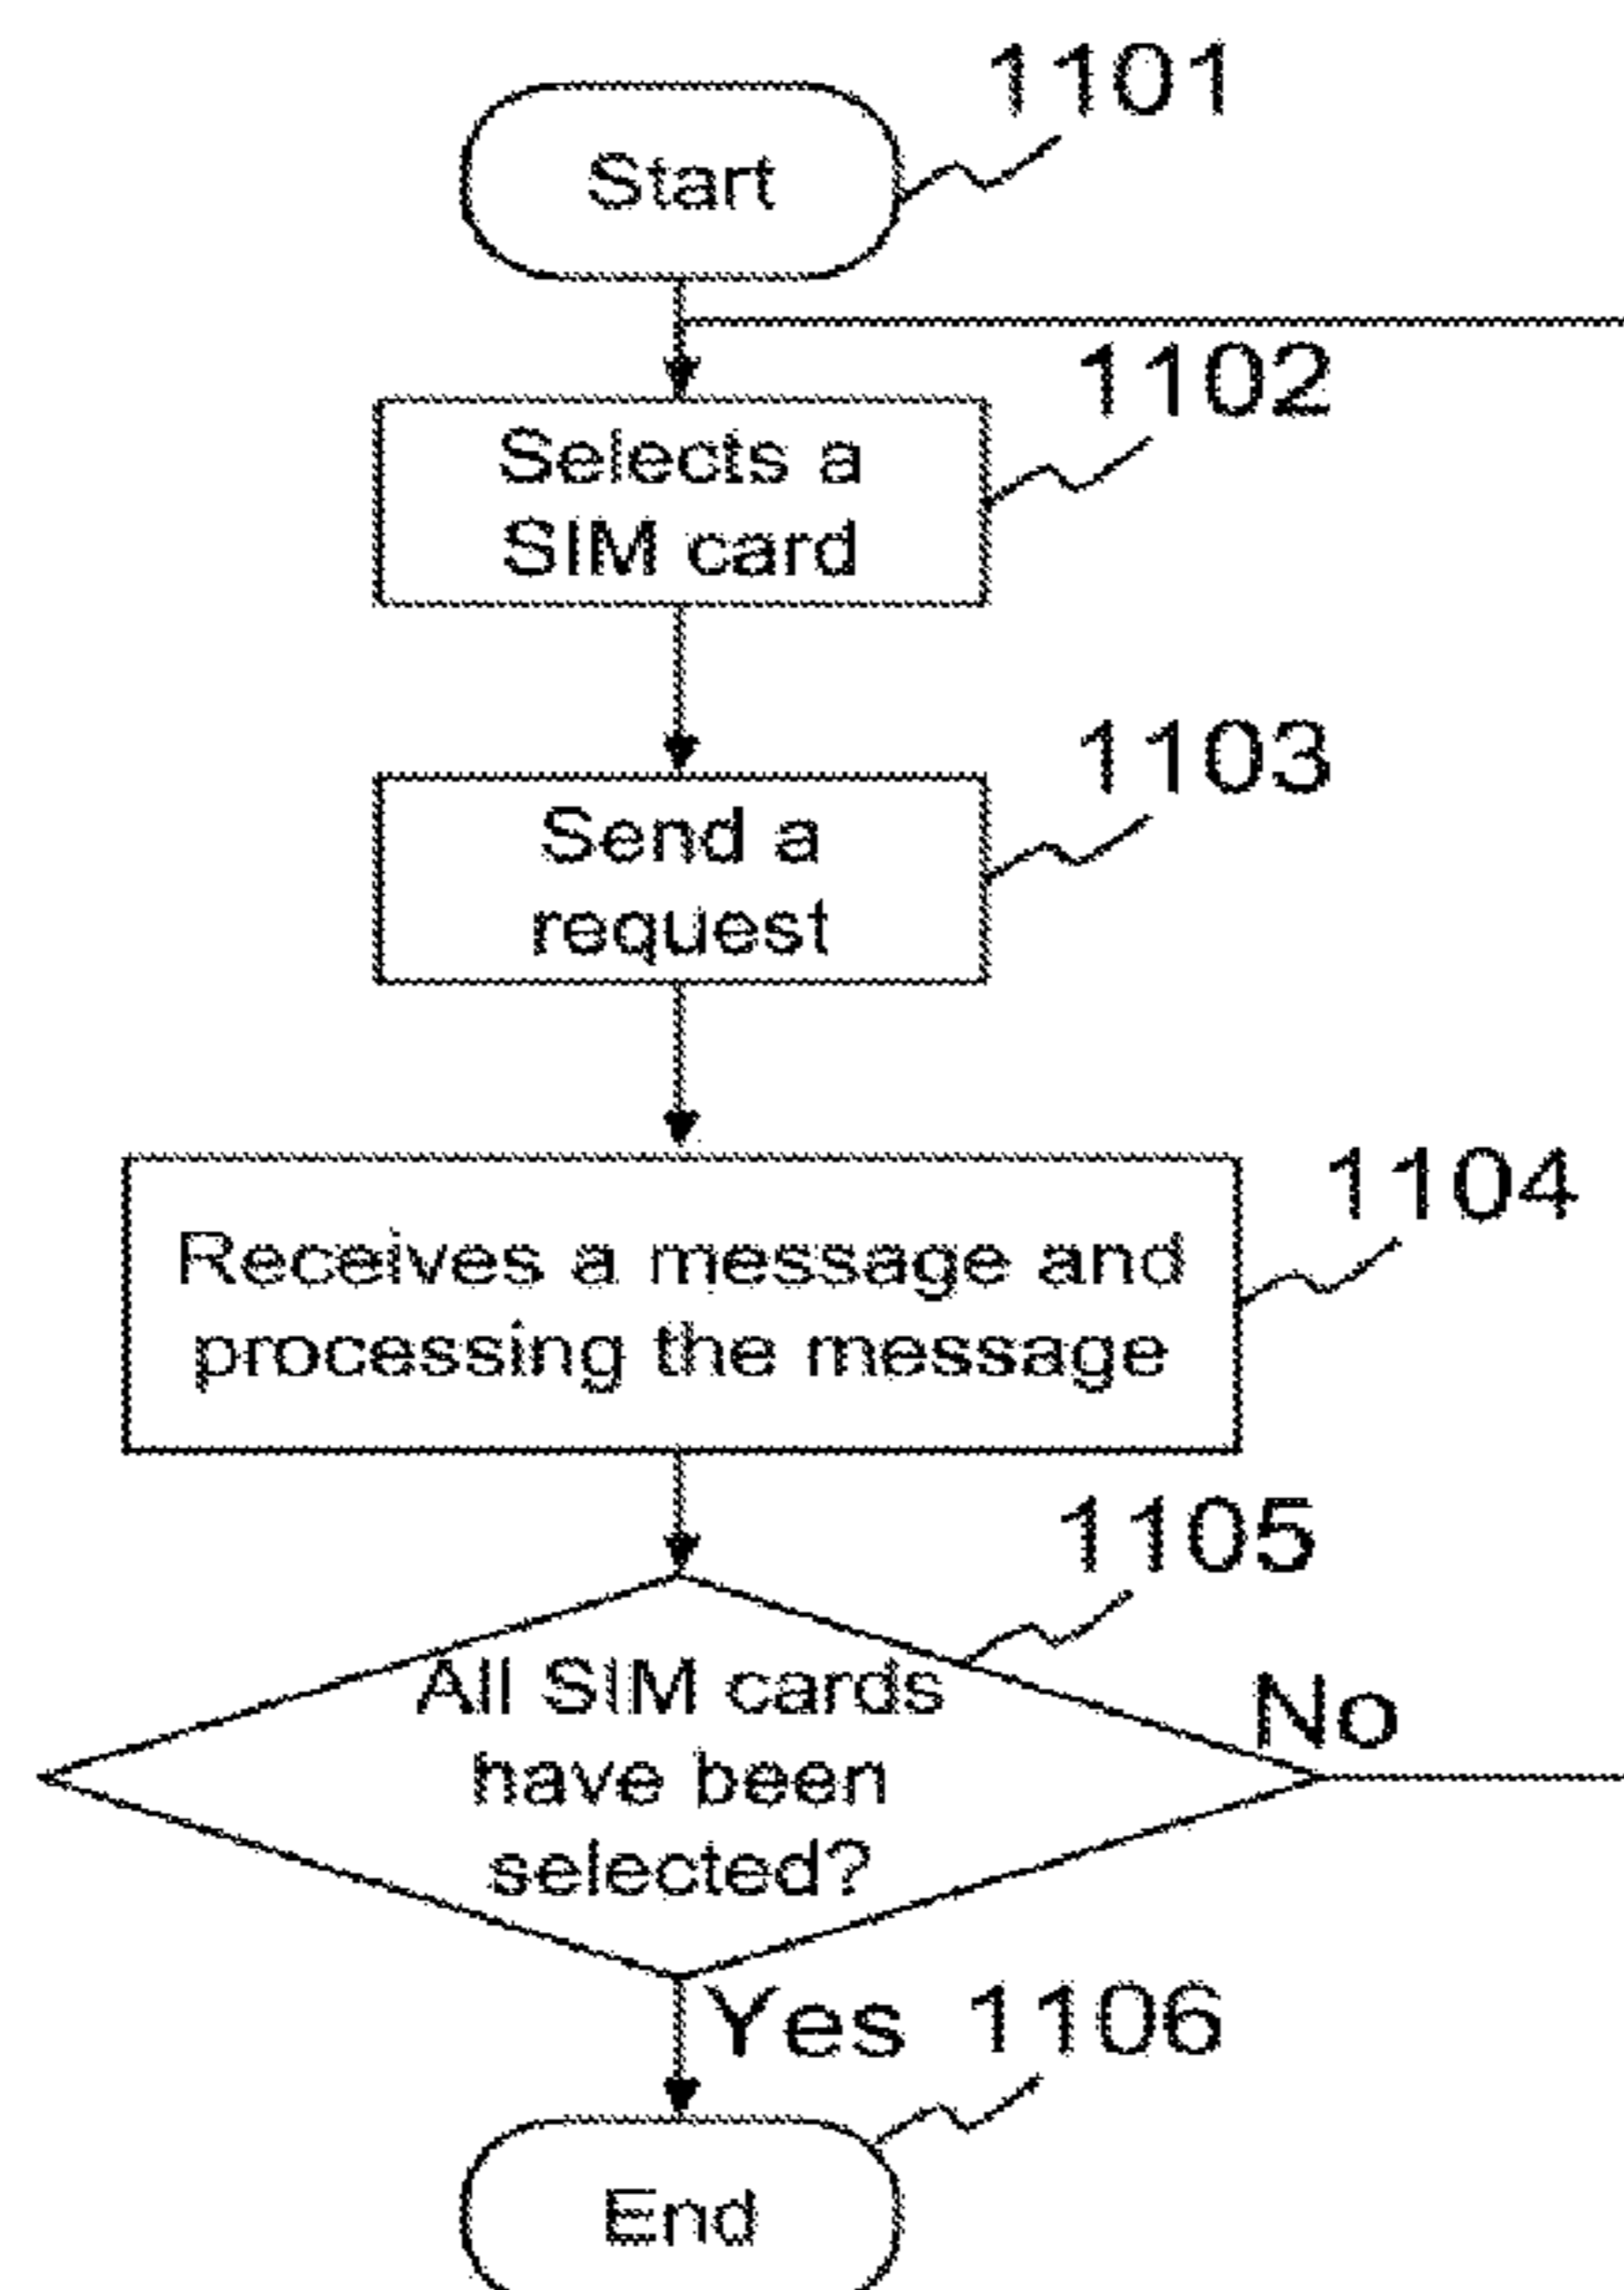 1101
Start
1102
Selects a
SIM card
1103
Send a
request
1104
Receives a message and
processing the message
1105
All SIM cards
have been
selected?
No
Yes
1106
End